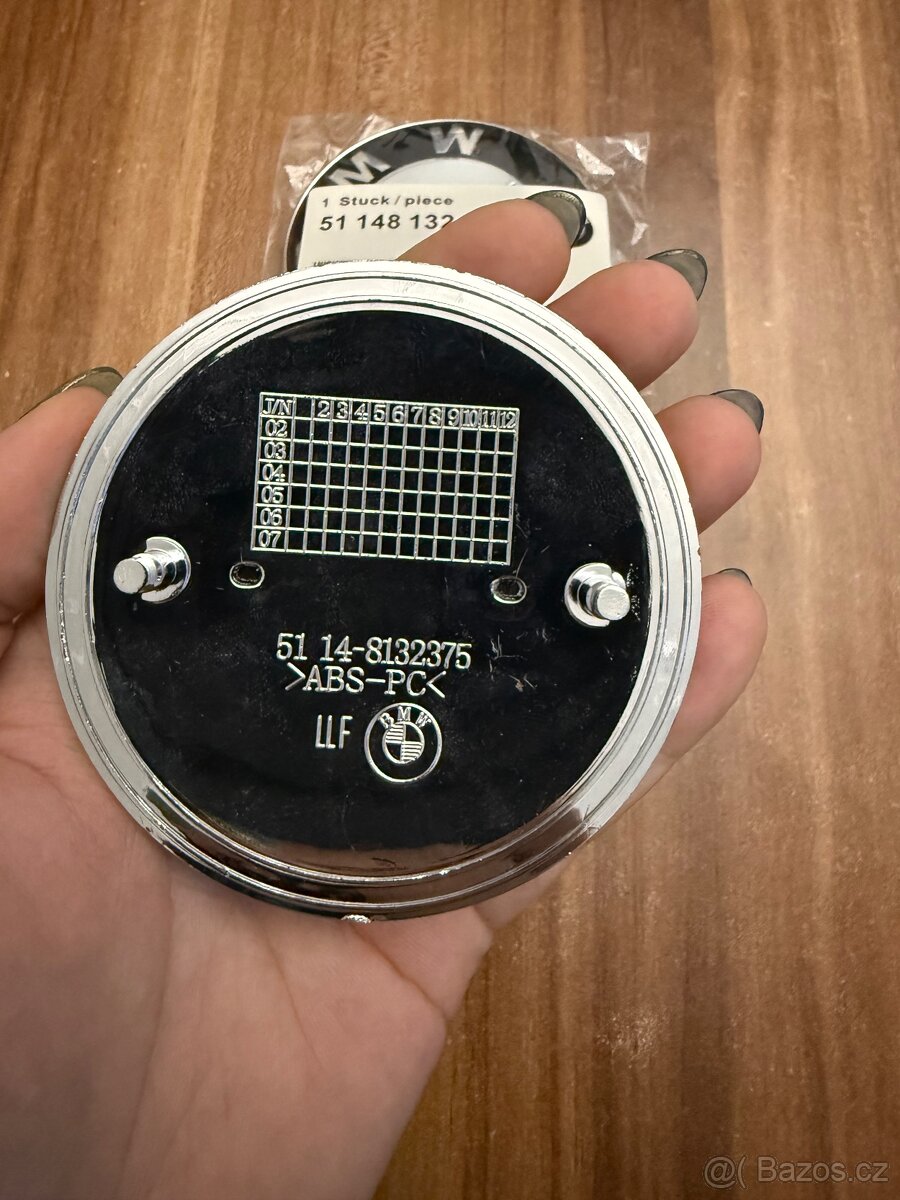 M W
1 Stuck / piece
51 148 132
J/N 2 3 4 5 6 7 8 9 10 11 12
02
03
04
05
06
07
51 14-8132375
>ABS-PC<
LLF BMW
@( Bazos.cz